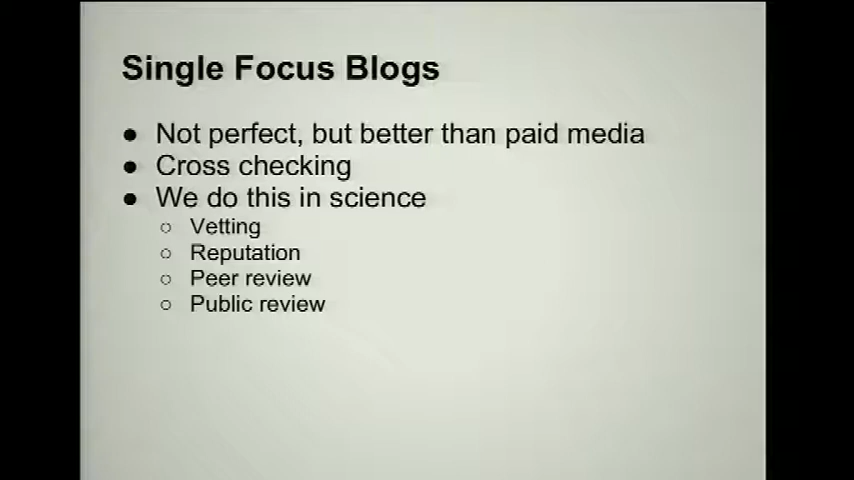 Single Focus Blogs
● Not perfect, but better than paid media
● Cross checking
● We do this in science
○ Vetting
○ Reputation
○ Peer review
○ Public review